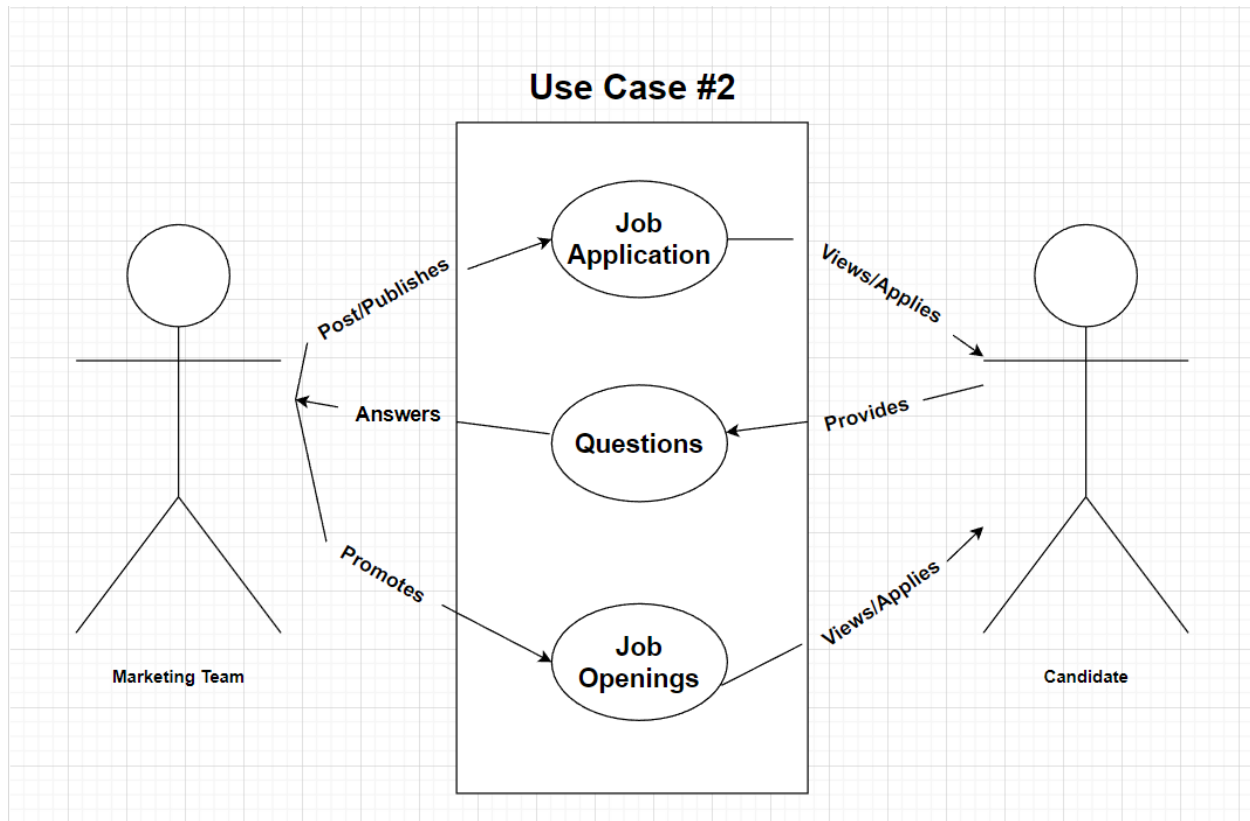 Use Case #2
Job
Application
Post/Publishes
Views/Applies
Answers
Questions
Provides
Promotes
Job
Openings
Views/Applies
Marketing Team
Candidate